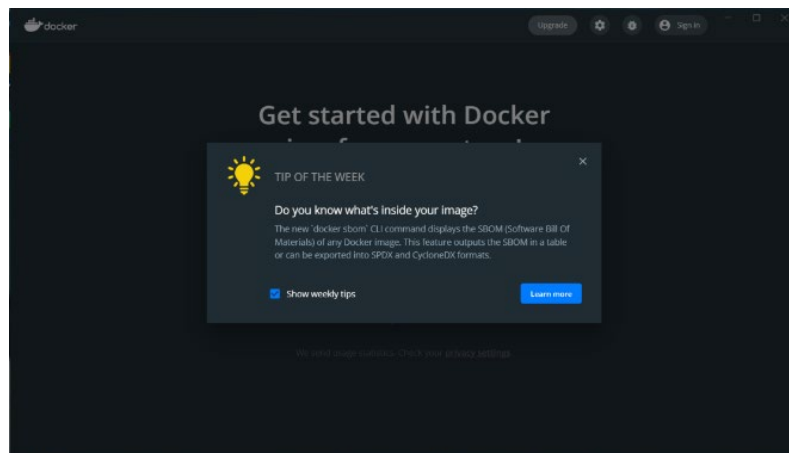 docker
Upgrade
Sign in
Get started with Docker
TIP OF THE WEEK
Do you know what's inside your image?
The new `docker sbom` CLI command displays the SBOM (Software Bill Of
Materials) of any Docker image. This feature outputs the SBOM in a table
or can be exported into SPDX and CycloneDX formats.
Show weekly tips
Learn more
We send usage statistics. Check your privacy settings